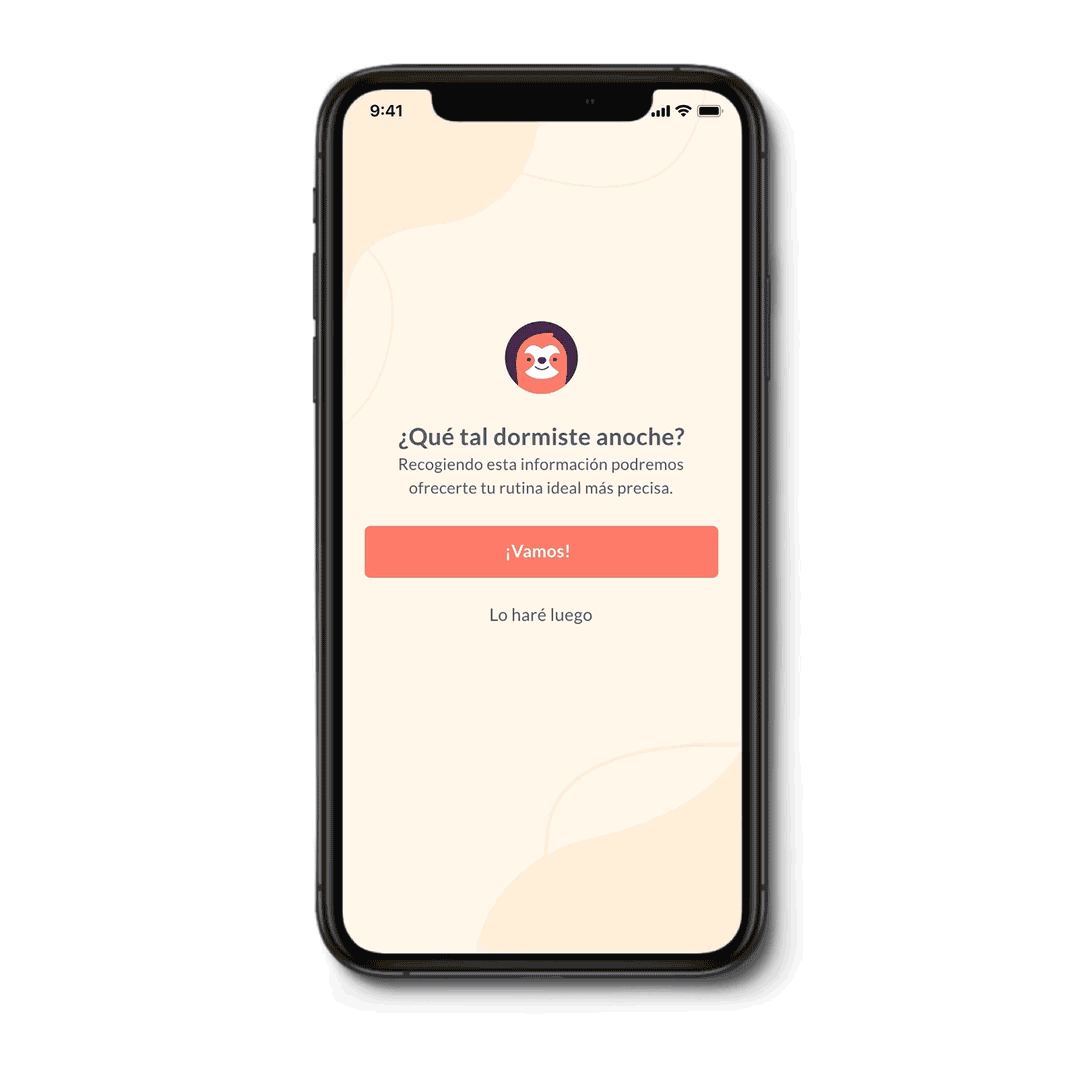 9:41
¿Qué tal dormiste anoche?
Recogiendo esta información podremos
ofrecerte tu rutina ideal más precisa.
¡Vamos!
Lo haré luego